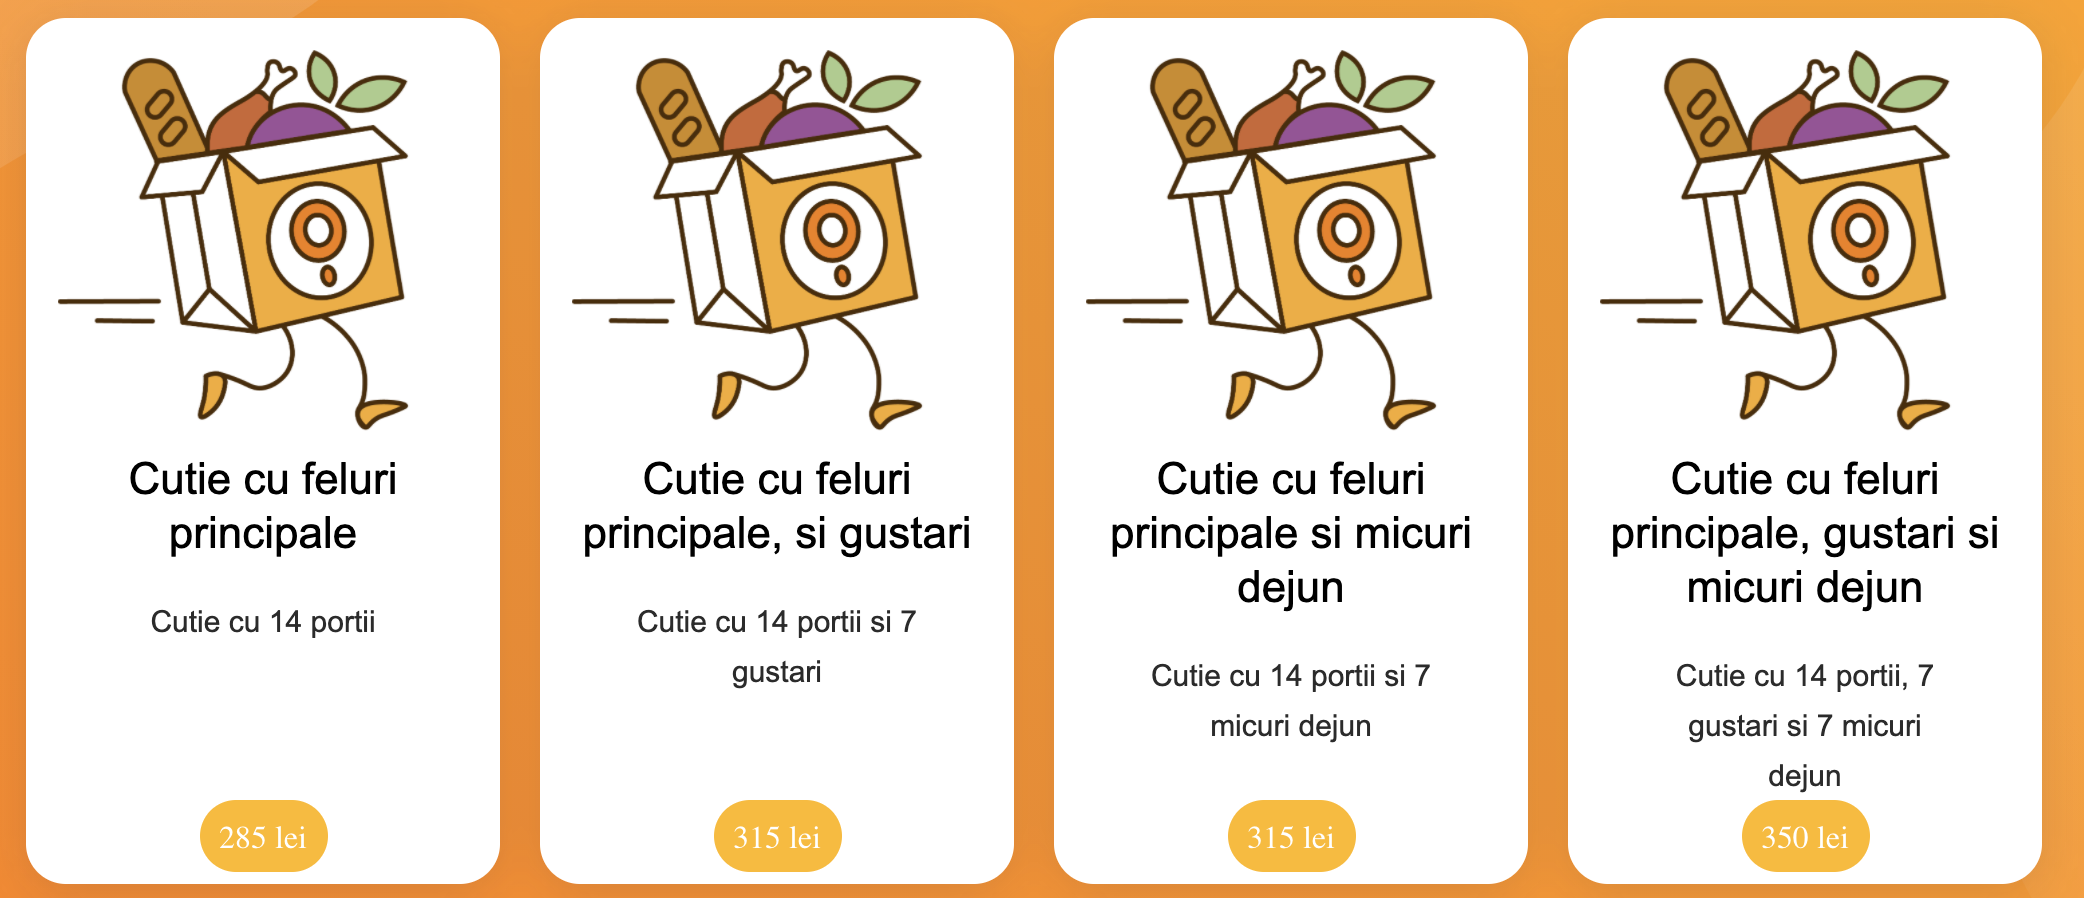 Cutie cu feluri
principale
Cutie cu 14 portii
285 lei
Cutie cu feluri
principale, si gustari
Cutie cu 14 portii si 7
gustari
315 lei
Cutie cu feluri
principale si micuri
dejun
Cutie cu 14 portii si 7
micuri dejun
315 lei
Cutie cu feluri
principale, gustari si
micuri dejun
Cutie cu 14 portii, 7
gustari si 7 micuri
dejun
350 lei